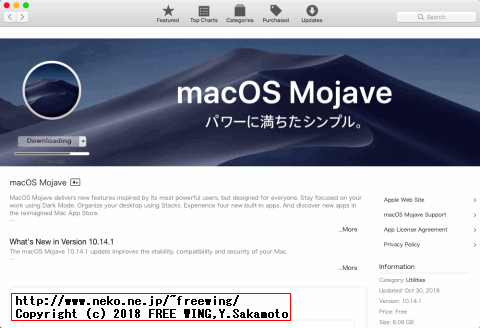 Featured
Top Charts
Categories
Purchased
Updates
Search
macOS Mojave
パワーに満ちたシンプル。
Downloading
macOS Mojave 4+
MacOS Mojave delivers new features inspired by its most powerful users, but designed for everyone. Stay focused on your
work using Dark Mode. Organize your desktop using Stacks. Experience four new built-in apps. And discover new apps in
the reimagined Mac App Store.
...
...More
What's New in Version 10.14.1
The macOS Mojave 10.14.1 update improves the stability, compatibility and security of your Mac.
...
...More
Apple Web Site
macOS Mojave Support
App License Agreement
Privacy Policy
Information
Category: Utilities
Updated: Oct 30, 2018
Version: 10.14.1
Price: Free
Size: 6.09 GB
http://www.neko.ne.jp/~freewing/
Copyright (c) 2018 FREE WING,Y.Sakamoto